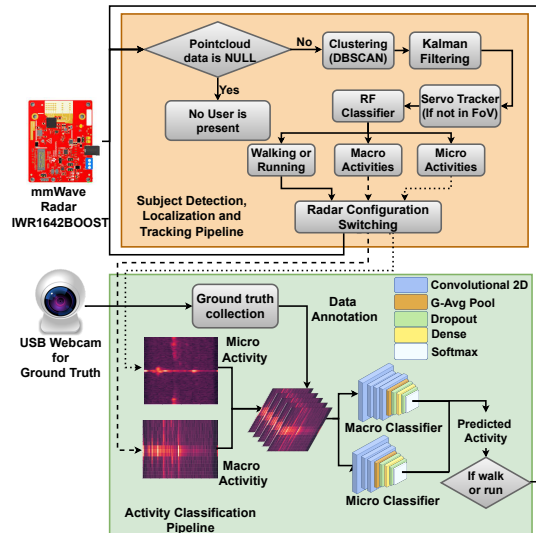 Pointcloud
data is NULL
No
Clustering
(DBSCAN)
Kalman
Filtering
Yes
No User is
present
RF
Classifier
Servo Tracker
(If not in FoV)
Walking or
Running
Macro
Activities
Micro
Activities
mmWave
Radar
IWR1642BOOST
Subject Detection,
Localization and
Tracking Pipeline
Radar Configuration
Switching
USB Webcam
for
Ground Truth
Ground truth
collection
Data
Annotation
Convolutional 2D
G-Avg Pool
Dropout
Dense
Softmax
Micro
Activity
Macro
Activitiy
Macro Classifier
Micro Classifier
Predicted
Activity
If walk
or run
Activity Classification
Pipeline